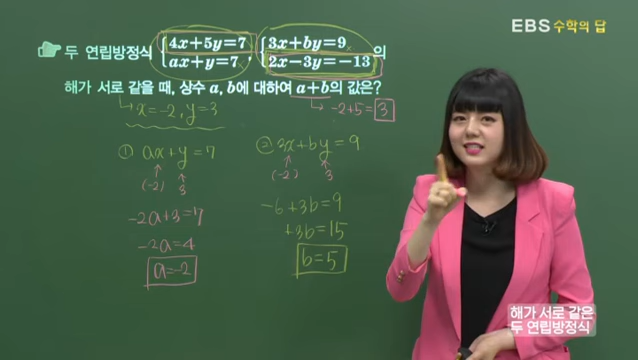 EBS 수학의 답
두 연립방정식 {4x+5y=7, ax+y=7}, {3x+by=9, 2x-3y=-13}의
해가 서로 같을 때, 상수 a, b에 대하여 a+b의 값은?
x=-2, y=3
-2+5=3
① ax+y=7
(-2) 3
-2a+3=7
-2a=4
a=-2
② 3x+by=9
(-2) 3
-6+3b=9
+3b=15
b=5
해가 서로 같은
두 연립방정식